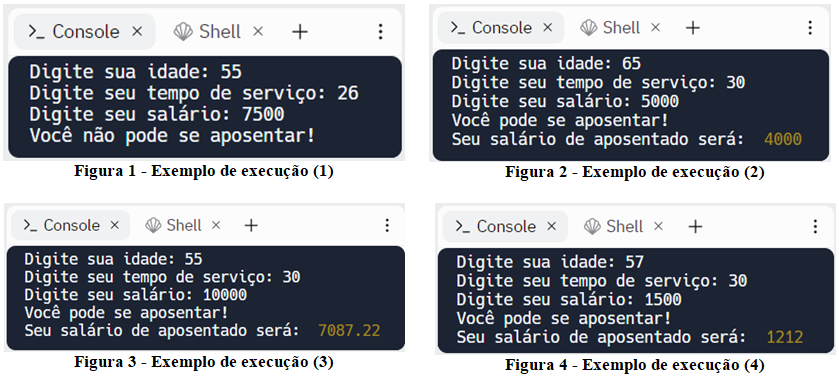 Console × Shell × +
Digite sua idade: 55
Digite seu tempo de serviço: 26
Digite seu salário: 7500
Você não pode se aposentar!
Figura 1 - Exemplo de execução (1)
Console × Shell × +
Digite sua idade: 65
Digite seu tempo de serviço: 30
Digite seu salário: 5000
Você pode se aposentar!
Seu salário de aposentado será: 4000
Figura 2 - Exemplo de execução (2)
Console × Shell × +
Digite sua idade: 55
Digite seu tempo de serviço: 30
Digite seu salário: 10000
Você pode se aposentar!
Seu salário de aposentado será: 7087.22
Figura 3 - Exemplo de execução (3)
Console × Shell × +
Digite sua idade: 57
Digite seu tempo de serviço: 30
Digite seu salário: 1500
Você pode se aposentar!
Seu salário de aposentado será: 1212
Figura 4 - Exemplo de execução (4)